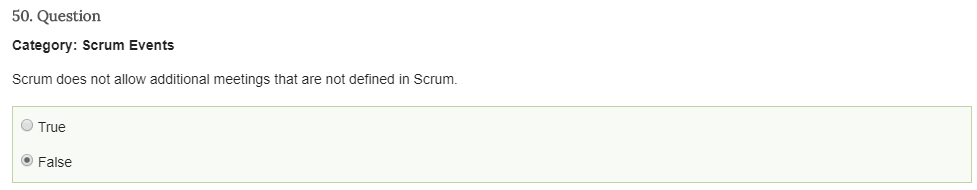 50. Question
Category: Scrum Events
Scrum does not allow additional meetings that are not defined in Scrum.
True
False